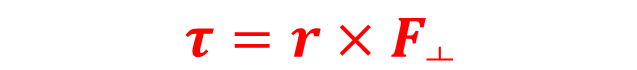 τ = r × F⊥